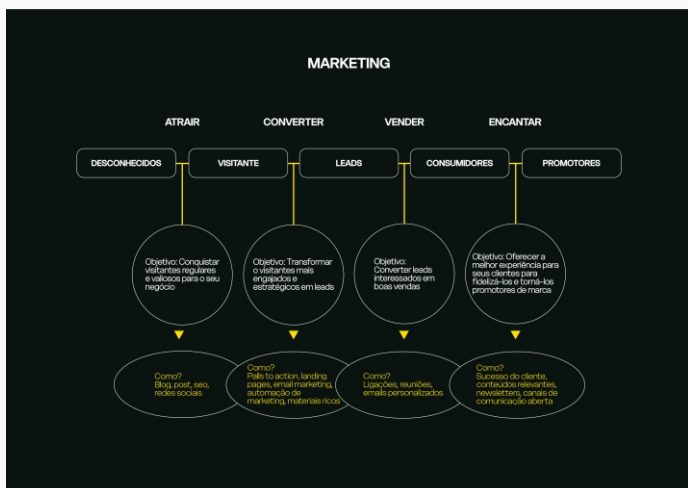 MARKETING
ATRAIR
CONVERTER
VENDER
ENCANTAR
DESCONHECIDOS
VISITANTE
LEADS
CONSUMIDORES
PROMOTORES
Objetivo: Conquistar
visitantes regulares
e valiosos para o seu
negócio
Objetivo: Transformar
o visitantes mais
engajados e
estratégicos em leads
Objetivo:
Converter leads
interessados em
boas vendas
Objetivo: Oferecer a
melhor experiência para
seus clientes para
fidelizá-los e torná-los
promotores de marca
Como?
Blog, post, seo,
redes sociais
Como?
Palls to action, landing
pages, email marketing,
automação de
marketing, materiais ricos
Como?
Ligações, reuniões,
emails personalizados
Como?
Sucesso do cliente,
conteúdos relevantes,
newsletters, canais de
comunicação aberta